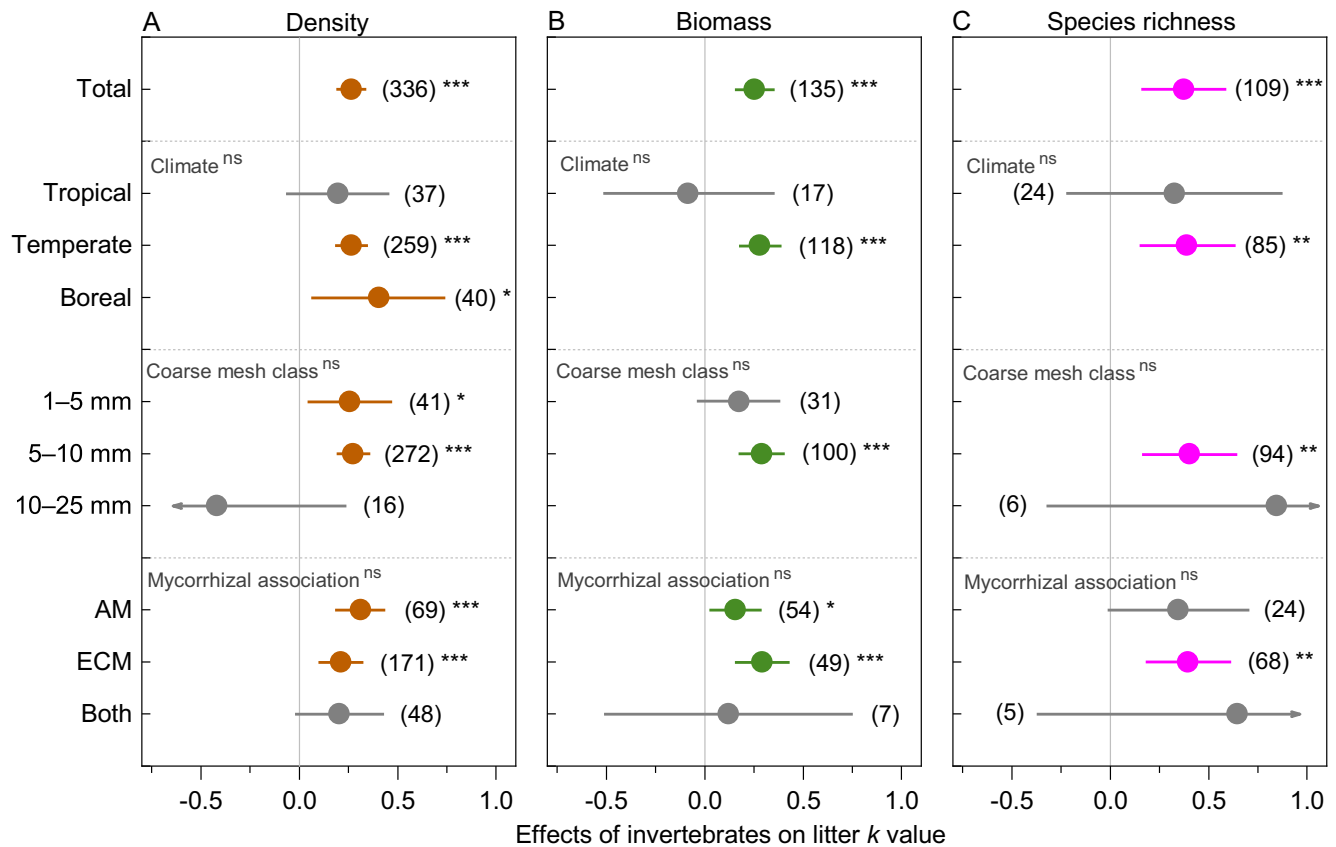 A Density
B Biomass
C Species richness
Total (336) *** (135) *** (109) ***
Climate ns Climate ns Climate ns
Tropical (37) (17) (24)
Temperate (259) *** (118) *** (85) **
Boreal (40) *
Coarse mesh class ns Coarse mesh class ns Coarse mesh class ns
1–5 mm (41) * (31)
5–10 mm (272) *** (100) *** (94) **
10–25 mm (16) (6)
Mycorrhizal association ns Mycorrhizal association ns Mycorrhizal association ns
AM (69) *** (54) * (24)
ECM (171) *** (49) *** (68) **
Both (48) (7) (5)
-0.5 0.0 0.5 1.0 -0.5 0.0 0.5 1.0 -0.5 0.0 0.5 1.0
Effects of invertebrates on litter k value